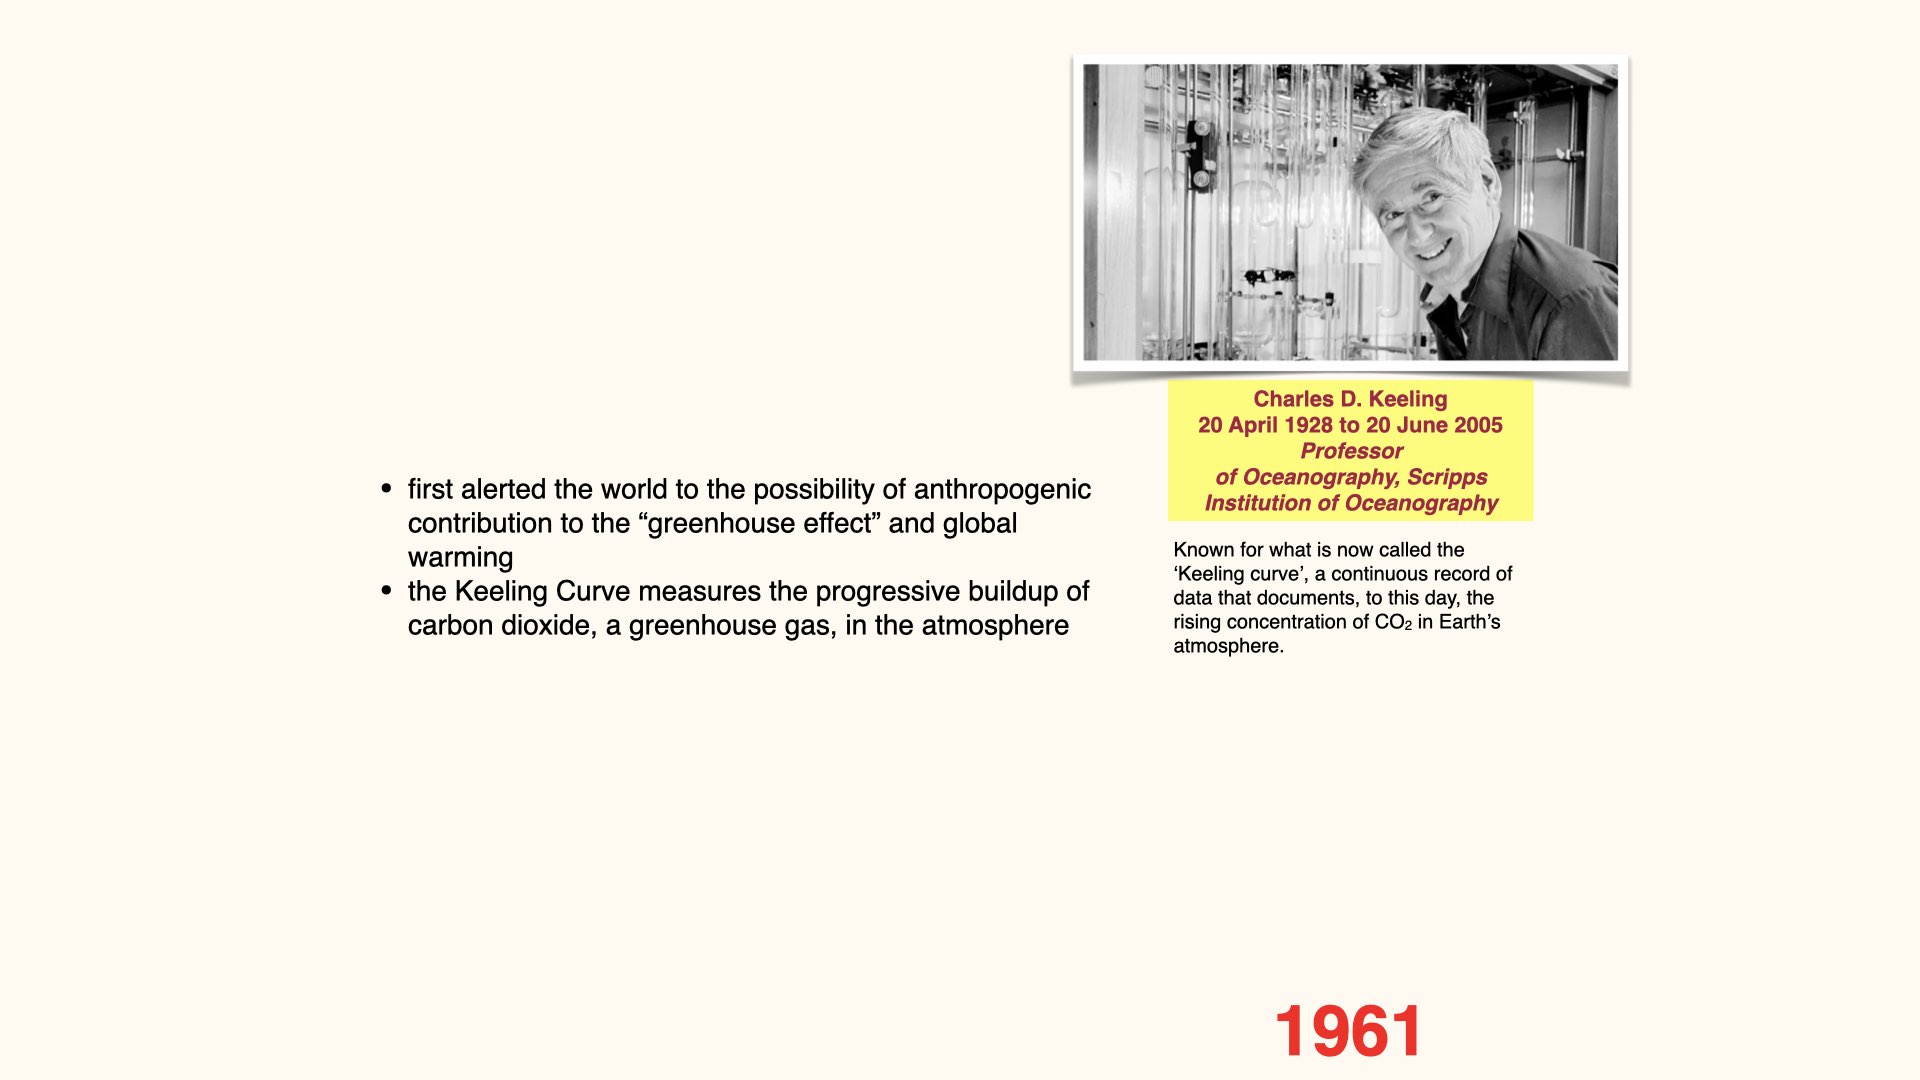 Charles D. Keeling
20 April 1928 to 20 June 2005
Professor
of Oceanography, Scripps
Institution of Oceanography
• first alerted the world to the possibility of anthropogenic
contribution to the “greenhouse effect” and global
warming
• the Keeling Curve measures the progressive buildup of
carbon dioxide, a greenhouse gas, in the atmosphere
Known for what is now called the
‘Keeling curve’, a continuous record of
data that documents, to this day, the
rising concentration of CO₂ in Earth’s
atmosphere.
1961